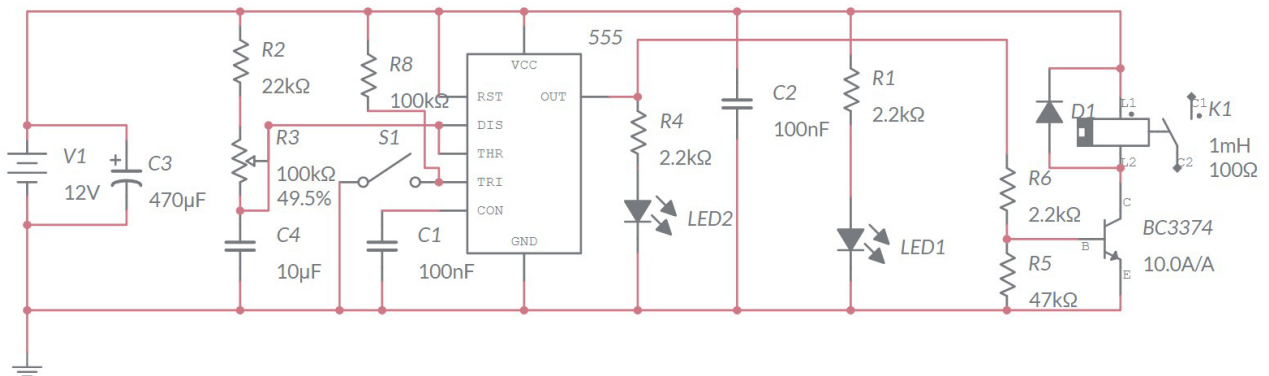 V1
12V
+
C3
470µF
R2
22kΩ
R3
100kΩ
49.5%
C4
10µF
R8
100kΩ
S1
C1
100nF
555
VCC
RST
DIS
THR
TRI
CON
GND
OUT
R4
2.2kΩ
LED2
C2
100nF
R1
2.2kΩ
LED1
R6
2.2kΩ
R5
47kΩ
D1
L1
L2
C1
C2
K1
1mH
100Ω
C
B
E
BC3374
10.0A/A